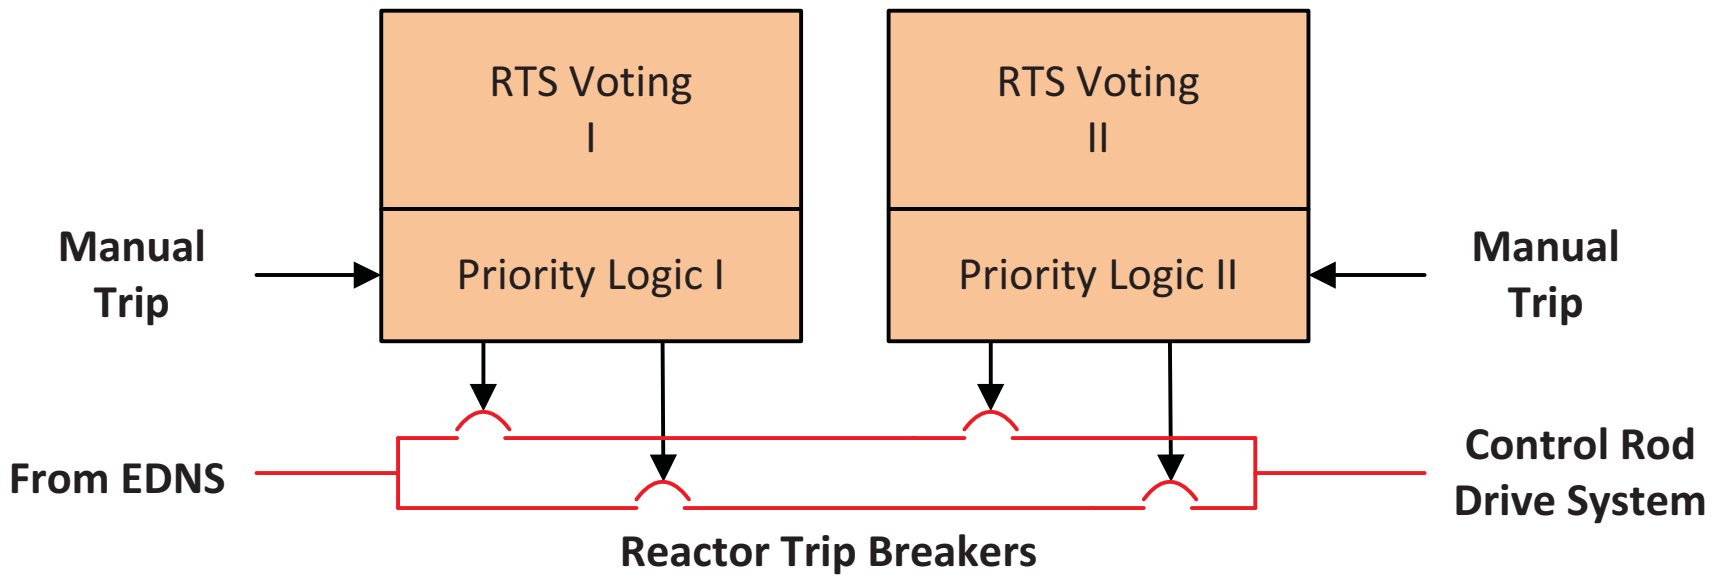 RTS Voting
I
RTS Voting
II
Manual
Trip
Priority Logic I
Priority Logic II
Manual
Trip
From EDNS
Control Rod
Drive System
Reactor Trip Breakers